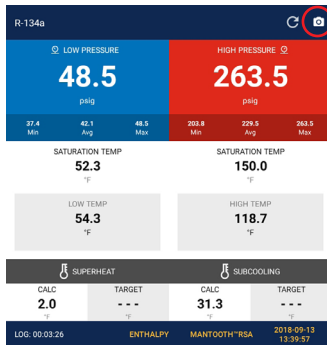 R-134a
LOW PRESSURE HIGH PRESSURE
48.5 263.5
psig psig
37.4 42.1 48.5 203.8 229.5 263.5
Min Avg Max Min Avg Max
SATURATION TEMP SATURATION TEMP
52.3 150.0
°F °F
LOW TEMP HIGH TEMP
54.3 118.7
°F °F
SUPERHEAT SUBCOOLING
CALC TARGET CALC TARGET
2.0 - - - 31.3 - - -
°F °F °F °F
LOG: 00:03:26 ENTHALPY MANTOOTH™RSA 2018-09-13
13:39:57